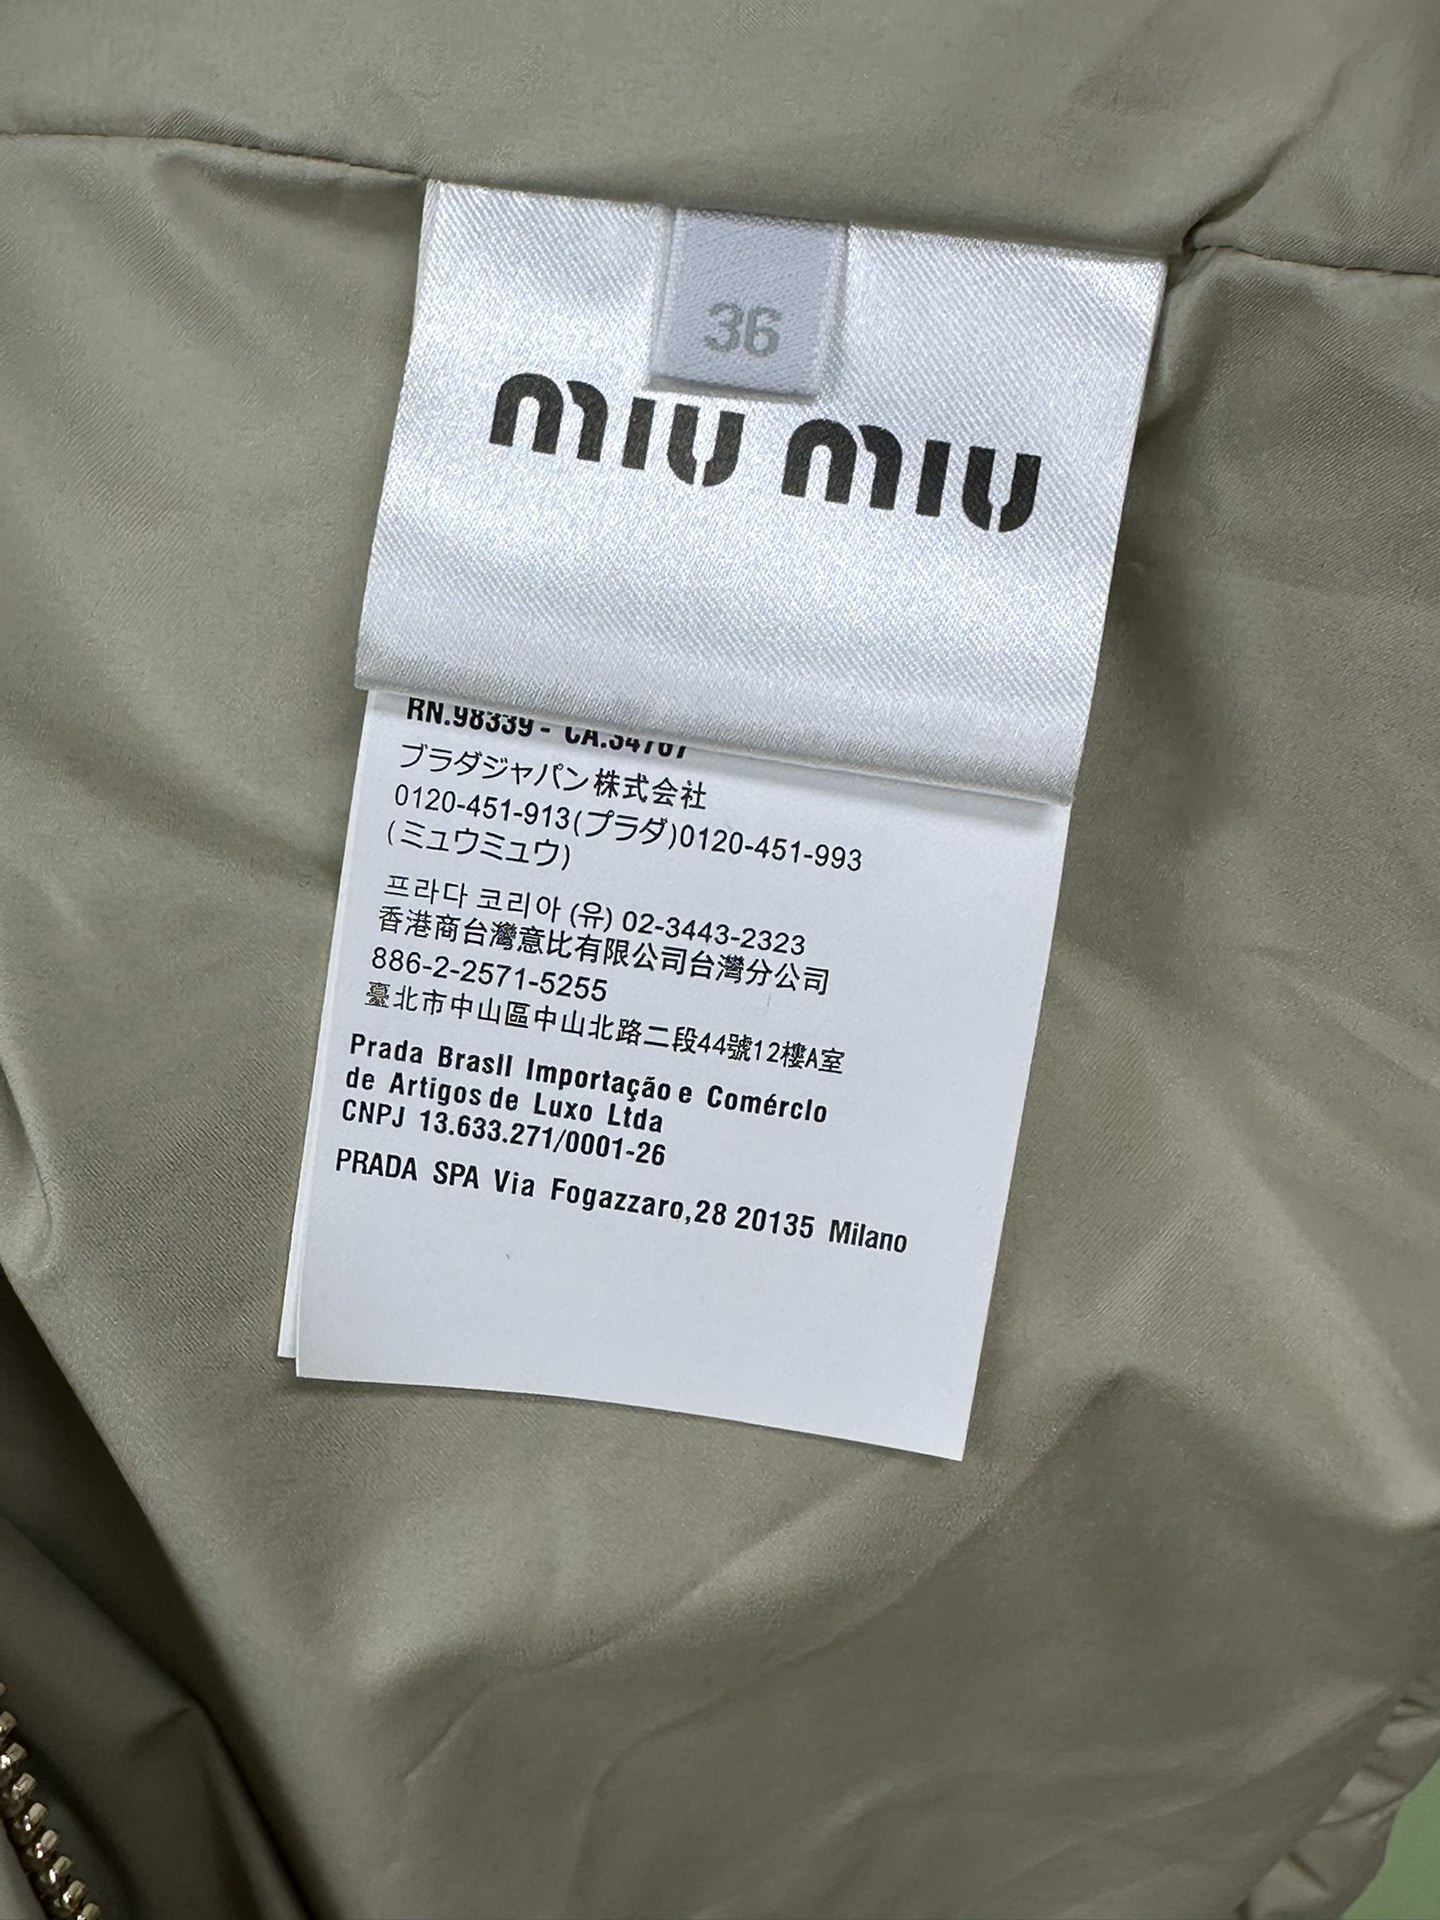 36
miu miu
RN.98339 - CA.34707
ブラダジャパン株式会社
0120-451-913(プラダ)0120-451-993
(ミュウミュウ)
프라다 코리아 (유) 02-3443-2323
香港商台灣意比有限公司台灣分公司
886-2-2571-5255
臺北市中山區中山北路二段44號12樓A室
Prada Brasil Importação e Comércio
de Artigos de Luxo Ltda
CNPJ 13.633.271/0001-26
PRADA SPA Via Fogazzaro,28 20135 Milano